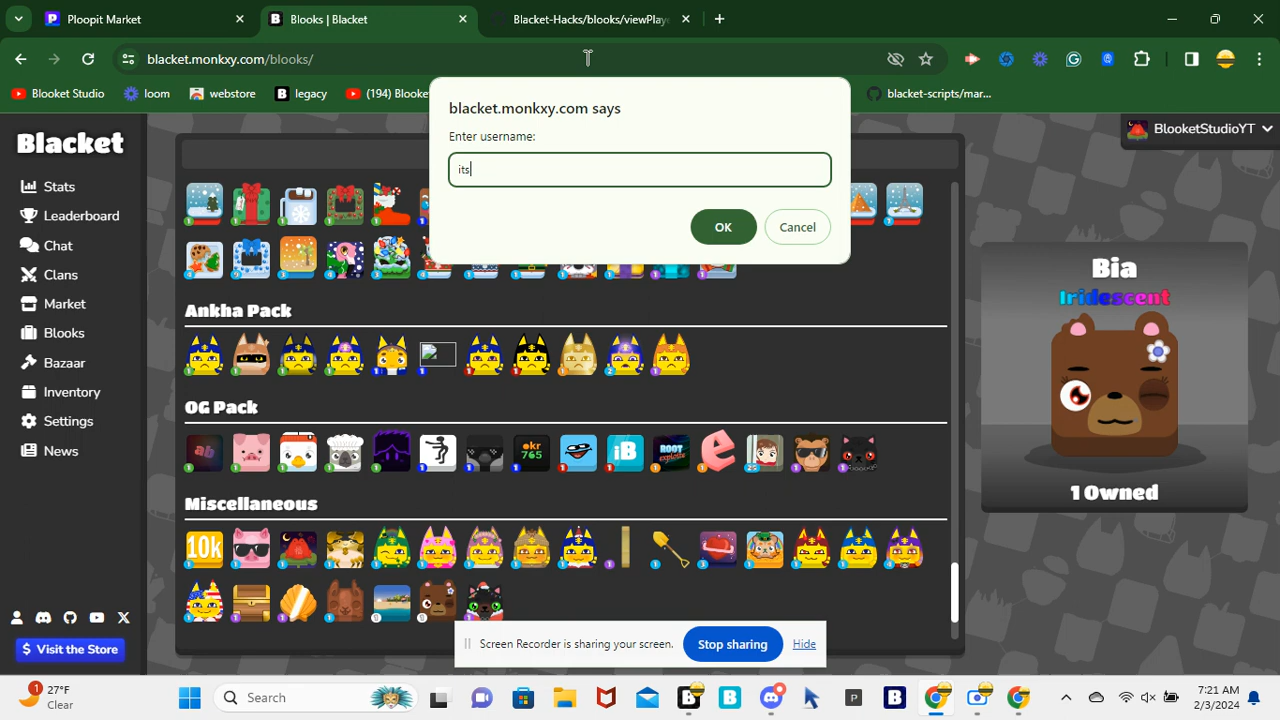 Ploopit Market
Blooks | Blacket
Blacket-Hacks/blooks/viewPlaye
blacket.monkxy.com/blooks/
Blooket Studio
loom
webstore
legacy
(194) Blooke
blacket-scripts/mar...
blacket.monkxy.com says
Enter username:
its
OK
Cancel
Blacket
BlooketStudioYT
Stats
Leaderboard
Chat
Clans
Market
Blooks
Bazaar
Inventory
Settings
News
$ Visit the Store
Ankha Pack
OG Pack
Miscellaneous
10k
Bia
Iridescent
1 Owned
Screen Recorder is sharing your screen.
Stop sharing
Hide
27°F
Clear
Search
7:21 AM
2/3/2024